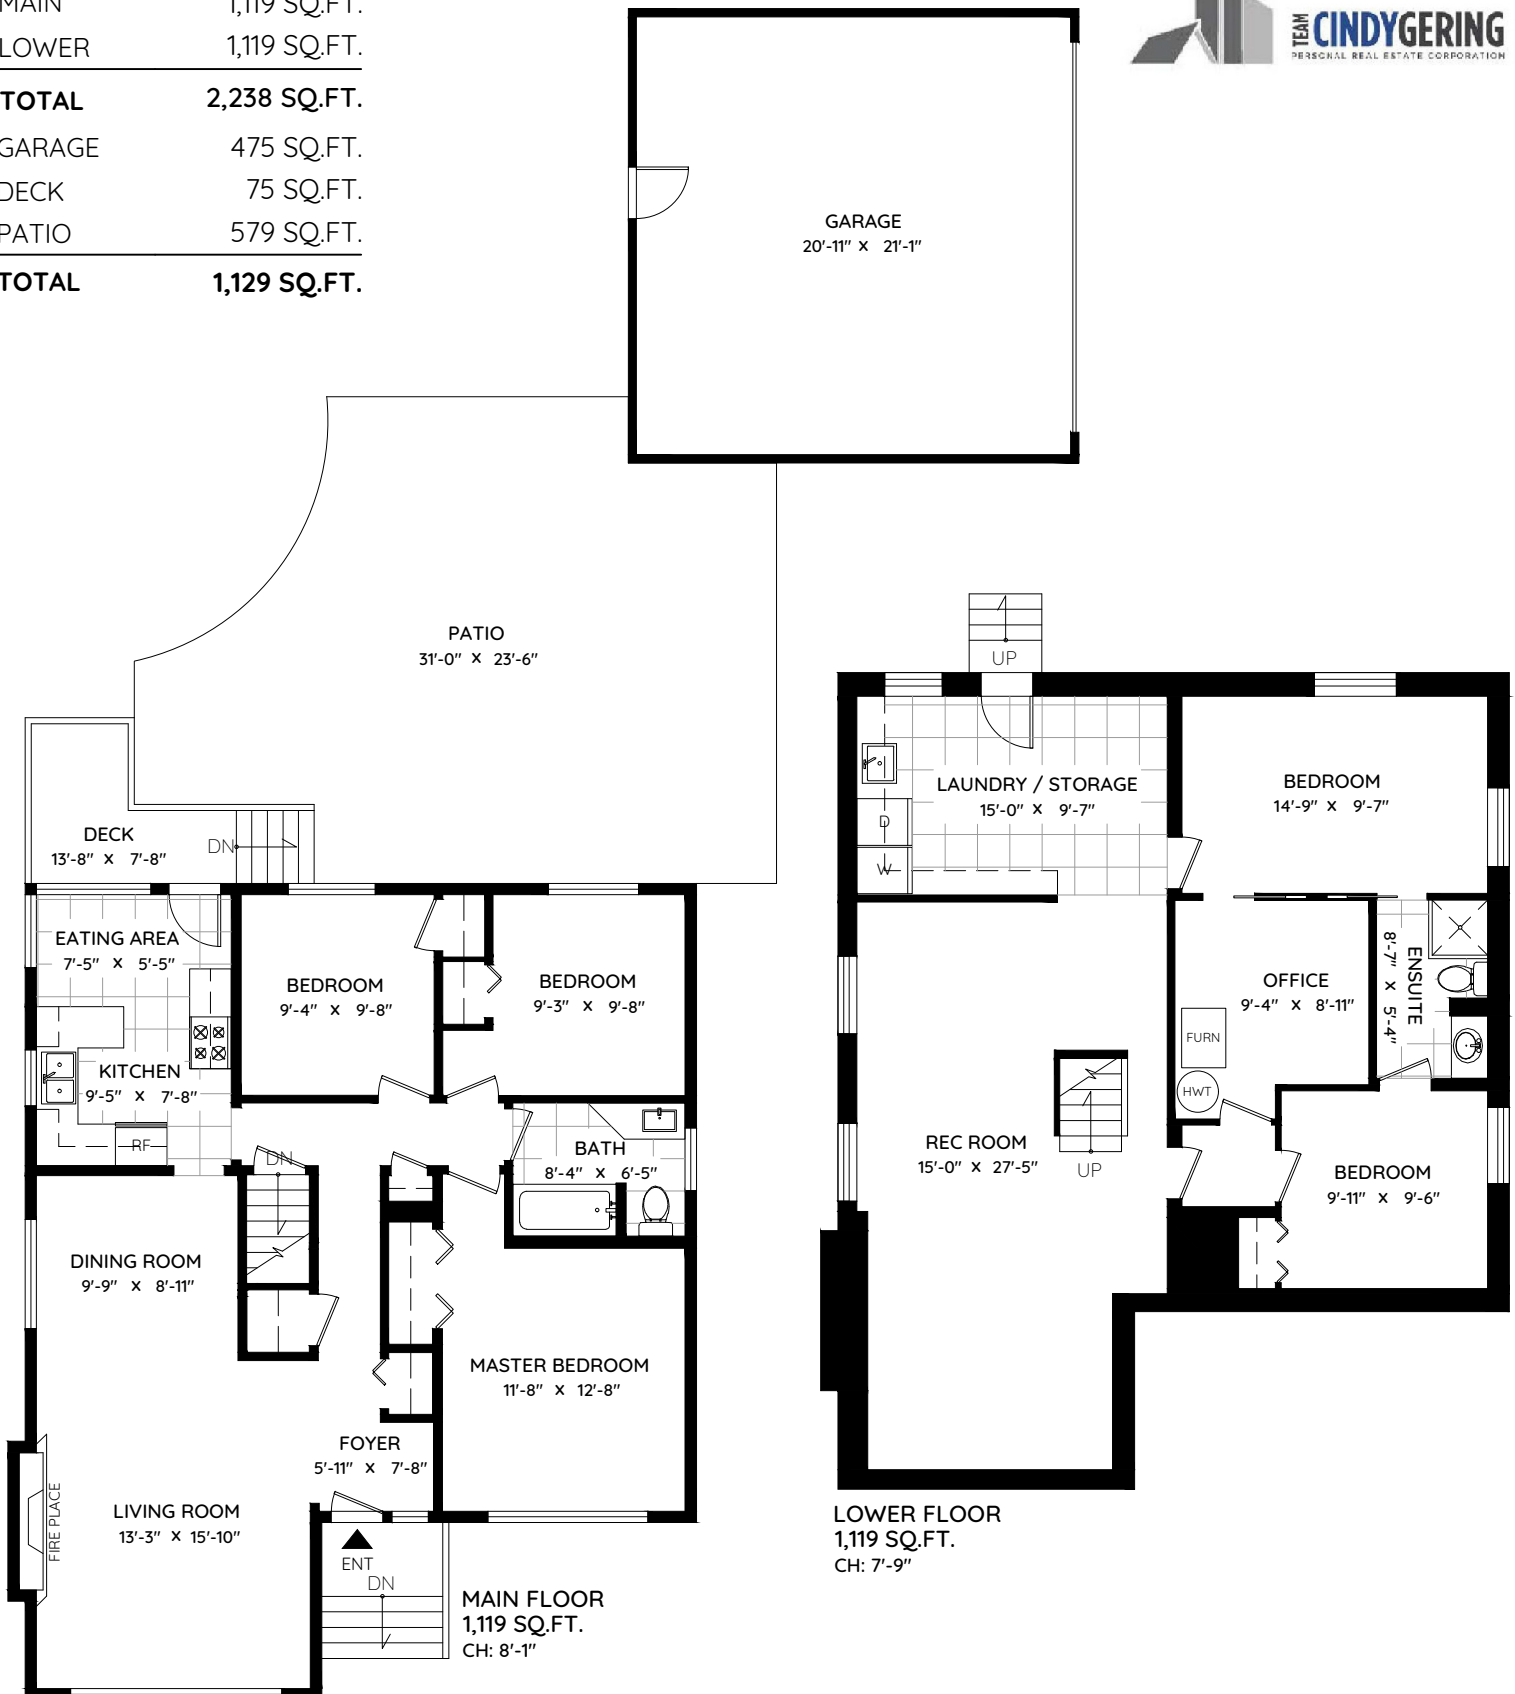 MAIN 1,119 SQ.FT.
LOWER 1,119 SQ.FT.
TOTAL 2,238 SQ.FT.
GARAGE 475 SQ.FT.
DECK 75 SQ.FT.
PATIO 579 SQ.FT.
TOTAL 1,129 SQ.FT.
TEAM CINDYGERING
PERSONAL REAL ESTATE CORPORATION
GARAGE
20'-11" X 21'-1"
PATIO
31'-0" X 23'-6"
DECK
13'-8" X 7'-8"
DN
EATING AREA
7'-5" X 5'-5"
BEDROOM
9'-4" X 9'-8"
BEDROOM
9'-3" X 9'-8"
KITCHEN
9'-5" X 7'-8"
RF
DN
BATH
8'-4" X 6'-5"
DINING ROOM
9'-9" X 8'-11"
MASTER BEDROOM
11'-8" X 12'-8"
FOYER
5'-11" X 7'-8"
LIVING ROOM
13'-3" X 15'-10"
FIRE PLACE
ENT
DN
MAIN FLOOR
1,119 SQ.FT.
CH: 8'-1"
UP
LAUNDRY / STORAGE
15'-0" X 9'-7"
D
W
BEDROOM
14'-9" X 9'-7"
OFFICE
9'-4" X 8'-11"
ENSUITE
8'-7" X 5'-4"
FURN
HWT
REC ROOM
15'-0" X 27'-5"
UP
BEDROOM
9'-11" X 9'-6"
LOWER FLOOR
1,119 SQ.FT.
CH: 7'-9"